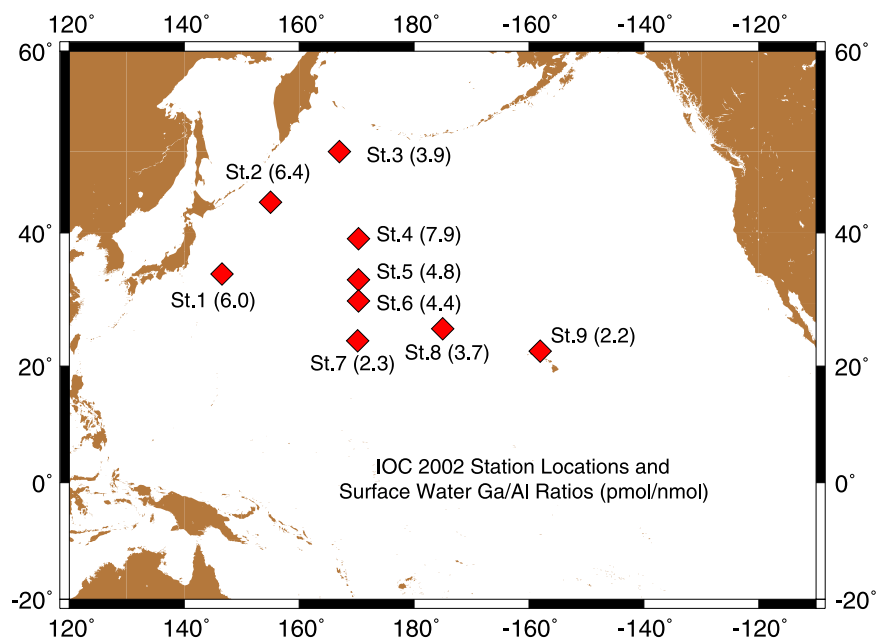 120 140 160 180 -160 -140 -120
60˚ 60˚
St.3 (3.9)
St.2 (6.4)
40˚ St.4 (7.9) 40˚
St.5 (4.8)
St.1 (6.0) St.6 (4.4)
St.9 (2.2)
St.7 (2.3) St.8 (3.7)
20˚ 20˚
IOC 2002 Station Locations and
0˚ Surface Water Ga/Al Ratios (pmol/nmol) 0˚
-20˚ -20˚
120 140 160 180 -160 -140 -120